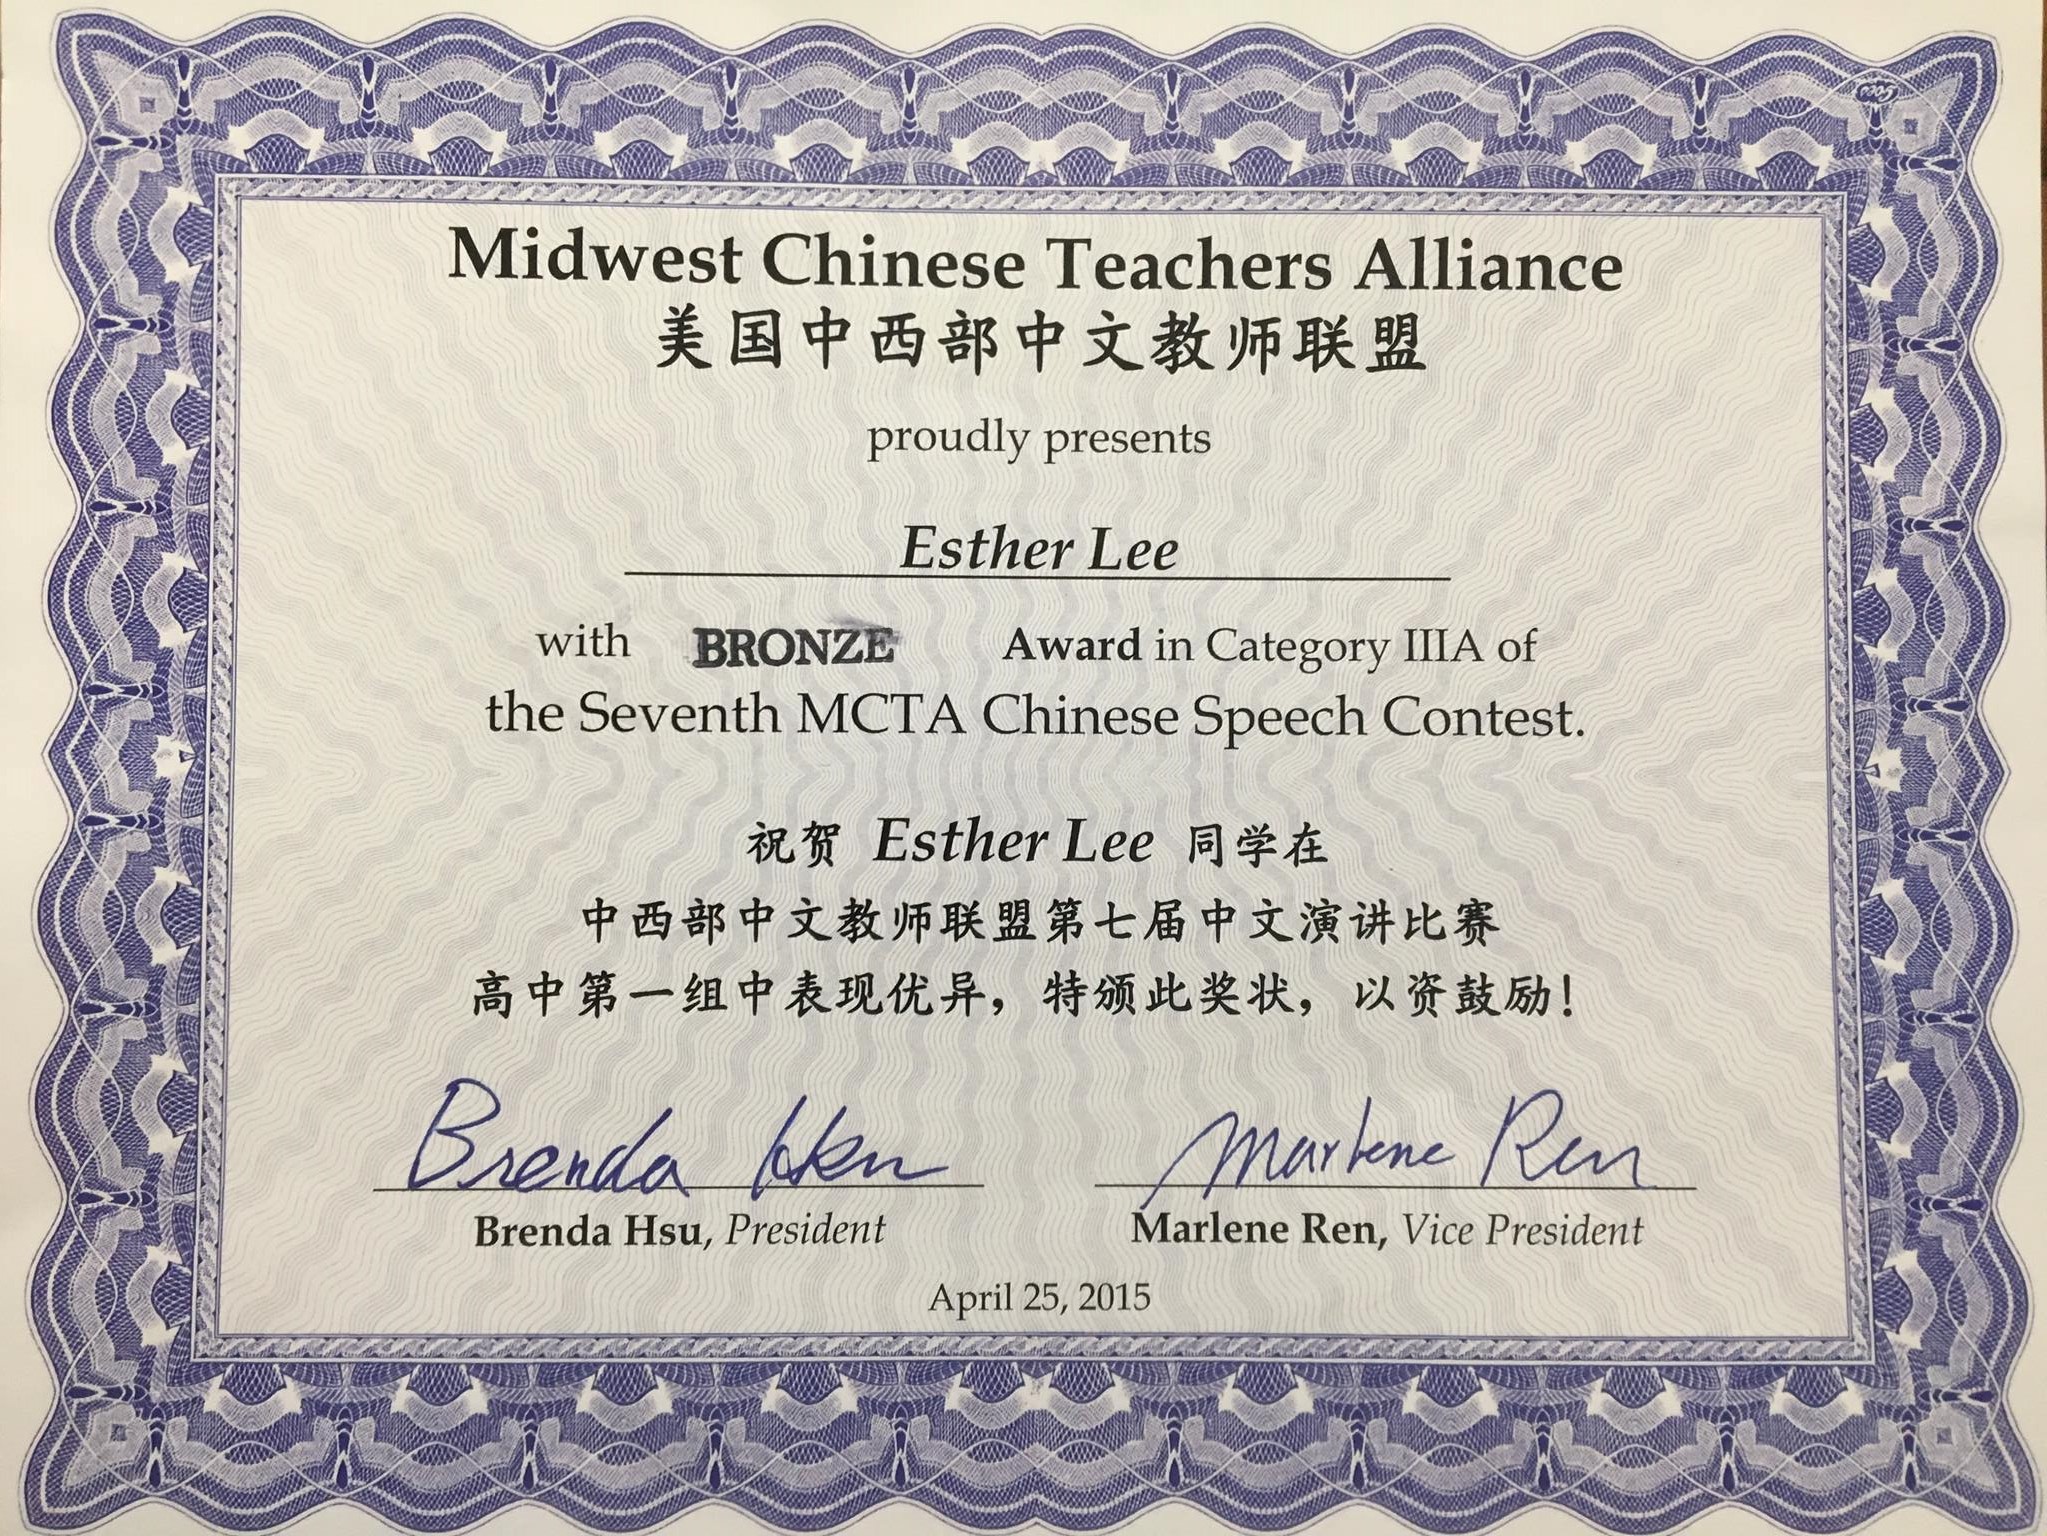 Midwest Chinese Teachers Alliance
美国中西部中文教师联盟
proudly presents
Esther Lee
with BRONZE Award in Category IIIA of
the Seventh MCTA Chinese Speech Contest.
祝贺 Esther Lee 同学在
中西部中文教师联盟第七届中文演讲比赛
高中第一组中表现优异，特颁此奖状，以资鼓励！
Brenda Hsu Marlene Ren
Brenda Hsu, President Marlene Ren, Vice President
April 25, 2015
Goes